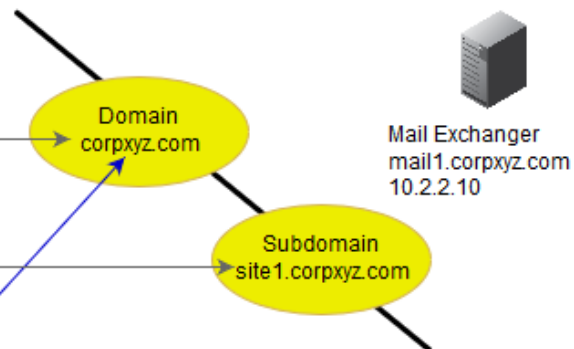 Domain
corpxyz.com
Mail Exchanger
mail1.corpxyz.com
10.2.2.10
Subdomain
site1.corpxyz.com